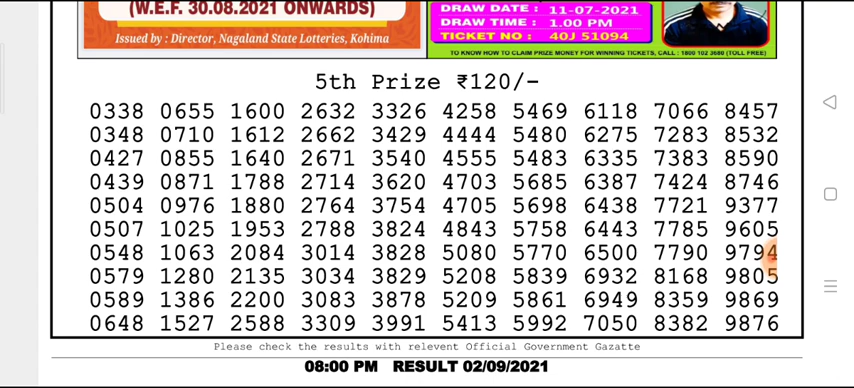 (W.E.F. 30.08.2021 ONWARDS)
Issued by : Director, Nagaland State Lotteries, Kohima
DRAW DATE : 11-07-2021
DRAW TIME : 1.00 PM
TICKET NO : 40J 51094
TO KNOW HOW TO CLAIM PRIZE MONEY FOR WINNING TICKETS, CALL : 1800 102 3680 (TOLL FREE)
5th Prize ₹120/-
0338 0655 1600 2632 3326 4258 5469 6118 7066 8457
0348 0710 1612 2662 3429 4444 5480 6275 7283 8532
0427 0855 1640 2671 3540 4555 5483 6335 7383 8590
0439 0871 1788 2714 3620 4703 5685 6387 7424 8746
0504 0976 1880 2764 3754 4705 5698 6438 7721 9377
0507 1025 1953 2788 3824 4843 5758 6443 7785 9605
0548 1063 2084 3014 3828 5080 5770 6500 7790 9794
0579 1280 2135 3034 3829 5208 5839 6932 8168 9805
0589 1386 2200 3083 3878 5209 5861 6949 8359 9869
0648 1527 2588 3309 3991 5413 5992 7050 8382 9876
Please check the results with relevent Official Government Gazatte
08:00 PM RESULT 02/09/2021